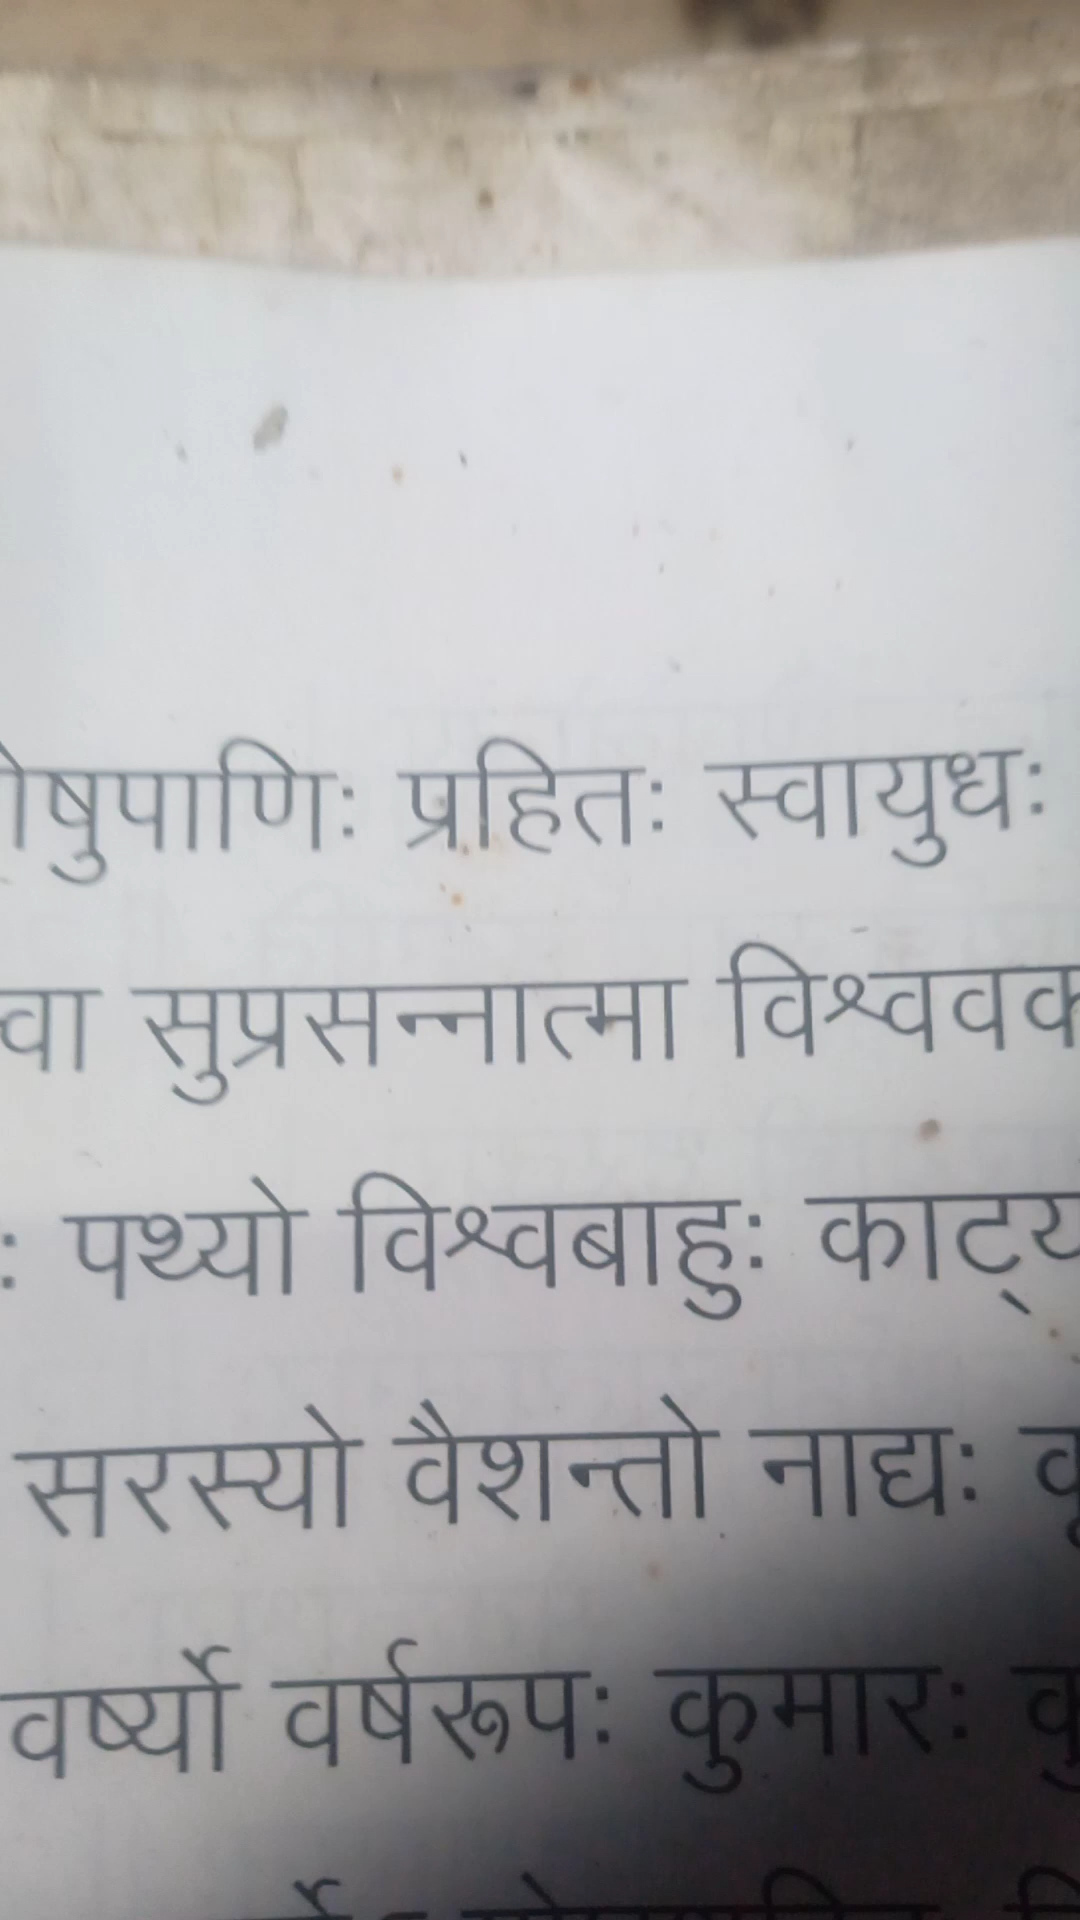 षुपाणिः प्रहितः स्वायुधः
वा सुप्रसन्नात्मा विश्ववक
: पथ्यो विश्वबाहुः काट्य
सरस्यो वैशन्तो नाद्यः
वर्ष्यो वर्षरूपः कुमारः कु